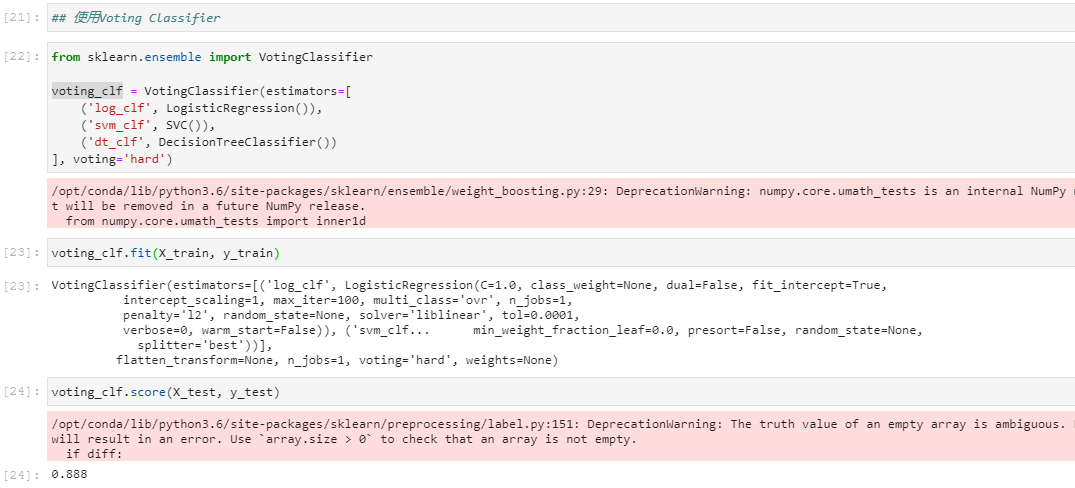 [21]: ## 使用Voting Classifier
[22]: from sklearn.ensemble import VotingClassifier
voting_clf = VotingClassifier(estimators=[
('log_clf', LogisticRegression()),
('svm_clf', SVC()),
('dt_clf', DecisionTreeClassifier())
], voting='hard')
/opt/conda/lib/python3.6/site-packages/sklearn/ensemble/weight_boosting.py:29: DeprecationWarning: numpy.core.umath_tests is an internal NumPy
t will be removed in a future NumPy release.
from numpy.core.umath_tests import inner1d
[23]: voting_clf.fit(X_train, y_train)
[23]: VotingClassifier(estimators=[('log_clf', LogisticRegression(C=1.0, class_weight=None, dual=False, fit_intercept=True,
intercept_scaling=1, max_iter=100, multi_class='ovr', n_jobs=1,
penalty='l2', random_state=None, solver='liblinear', tol=0.0001,
verbose=0, warm_start=False)), ('svm_clf... min_weight_fraction_leaf=0.0, presort=False, random_state=None,
splitter='best'))],
flatten_transform=None, n_jobs=1, voting='hard', weights=None)
[24]: voting_clf.score(X_test, y_test)
/opt/conda/lib/python3.6/site-packages/sklearn/preprocessing/label.py:151: DeprecationWarning: The truth value of an empty array is ambiguous.
will result in an error. Use `array.size > 0` to check that an array is not empty.
if diff:
[24]: 0.888